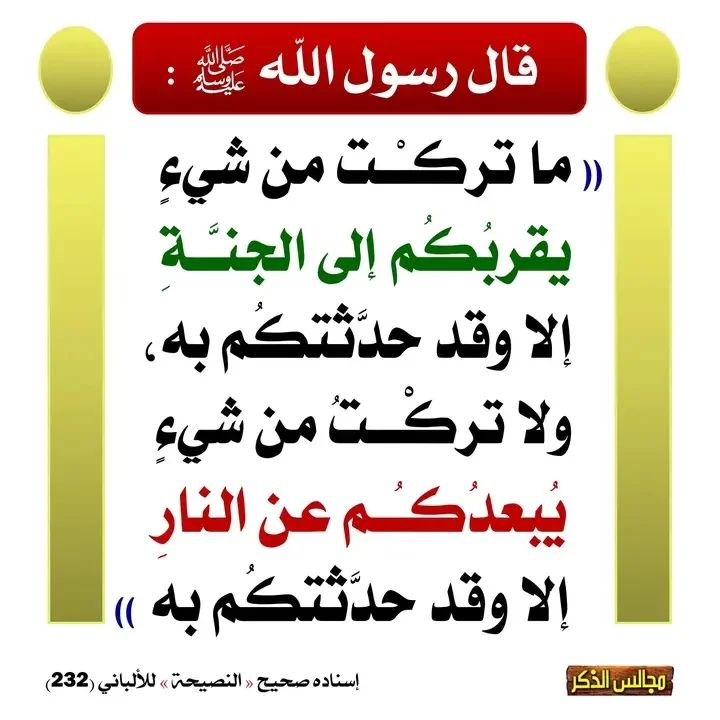 قال رسول الله ﷺ :
(( ما تركْت من شيءٍ
يقربُكُم إلى الجنَّةِ
إلا وقد حدَّثتكُم به،
ولا تركْتُ من شيءٍ
يُبعدُكُم عن النارِ
إلا وقد حدَّثتكُم به ))
إسناده صحيح « النصيحة » للألباني (232)
مجالس الذكر